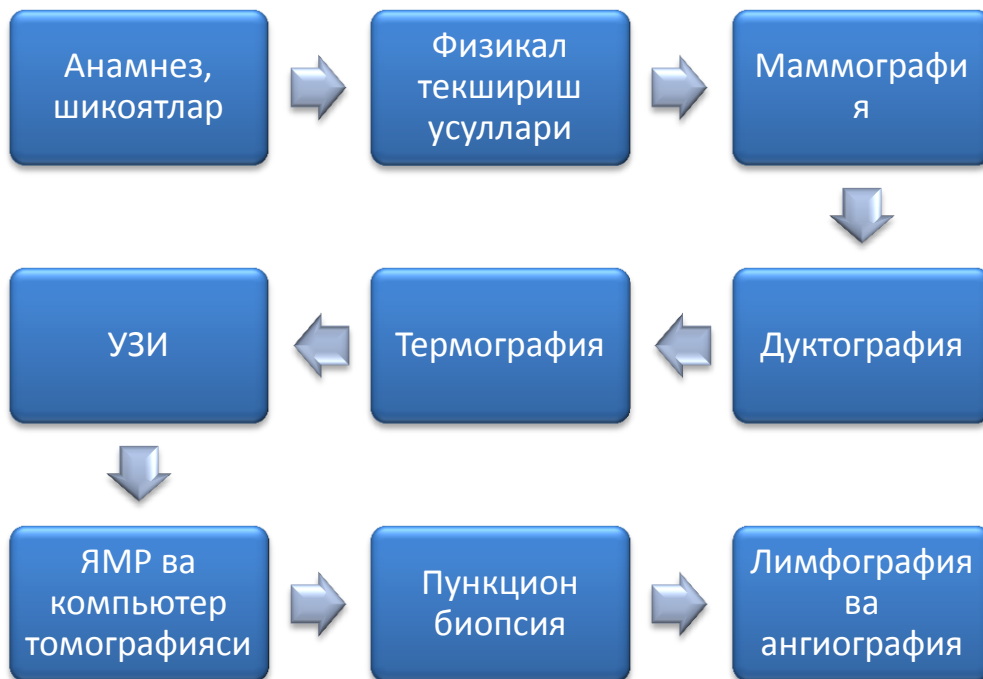 Анамнез,
шикоятлар
Физикал
текшириш
усуллари
Маммографи
я
Дуктография
Термография
УЗИ
ЯМР ва
компьютер
томографияси
Пункцион
биопсия
Лимфография
ва
ангиография